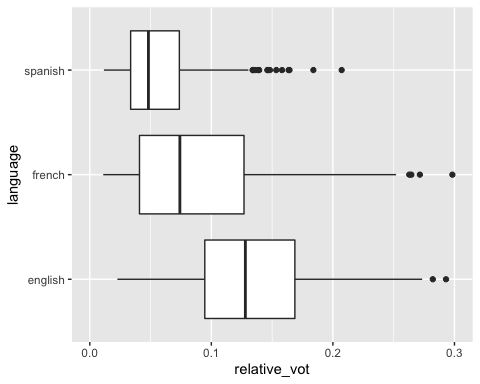 spanish
french
english
language
0.0 0.1 0.2 0.3
relative_vot